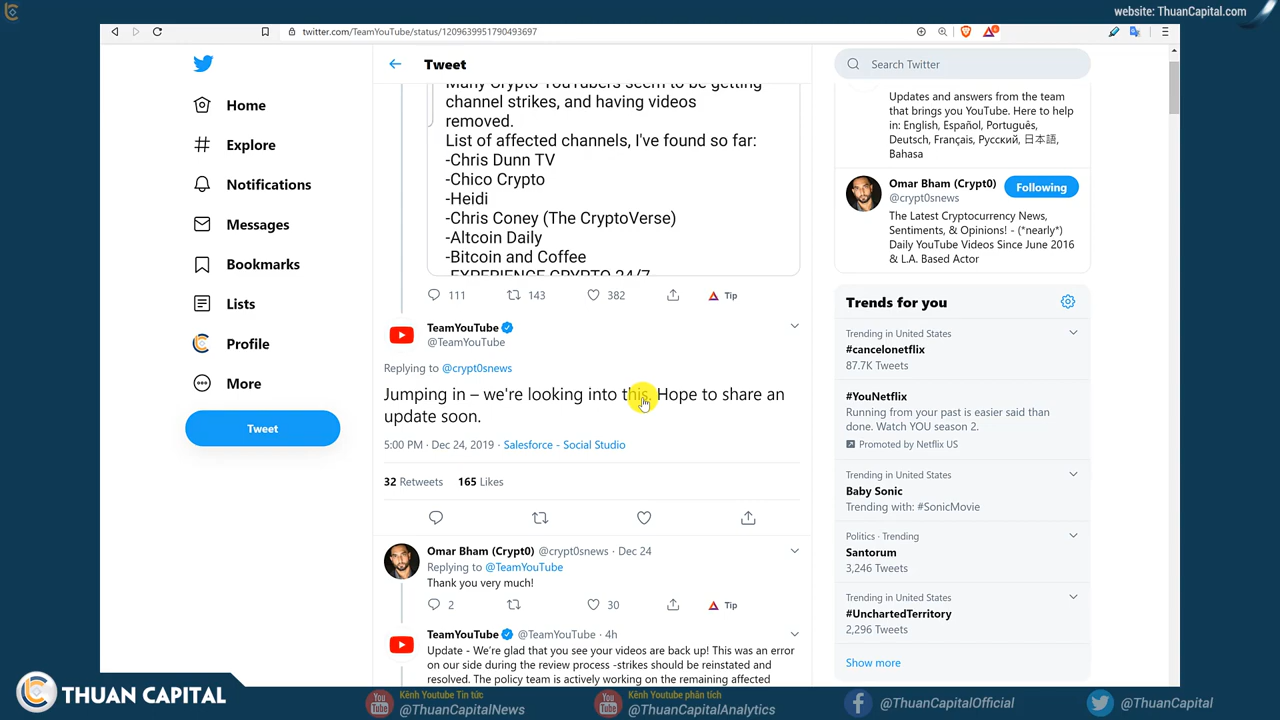 website: ThuanCapital.com
twitter.com/TeamYouTube/status/1209639951790493697
Home
Explore
Notifications
Messages
Bookmarks
Lists
Profile
More
Tweet
Tweet
Many Crypto YouTubers seem to be getting
channel strikes, and having videos
removed.
List of affected channels, I've found so far:
-Chris Dunn TV
-Chico Crypto
-Heidi
-Chris Coney (The CryptoVerse)
-Altcoin Daily
-Bitcoin and Coffee
-EXPERIENCE CRYPTO 24/7
111 143 382 Tip
TeamYouTube
@TeamYouTube
Replying to @crypt0snews
Jumping in – we're looking into this. Hope to share an
update soon.
5:00 PM · Dec 24, 2019 · Salesforce - Social Studio
32 Retweets 165 Likes
Omar Bham (Crypt0) @crypt0snews · Dec 24
Replying to @TeamYouTube
Thank you very much!
2 30 Tip
TeamYouTube @TeamYouTube · 4h
Update - We're glad that you see your videos are back up! This was an error
on our side during the review process -strikes should be reinstated and
resolved. The policy team is actively working on the remaining affected
Search Twitter
Updates and answers from the team
that brings you YouTube. Here to help
in: English, Español, Português,
Deutsch, Français, Русский, 日本語,
Bahasa
Omar Bham (Crypt0)
@crypt0snews
Following
The Latest Cryptocurrency News,
Sentiments, & Opinions! - (*nearly*)
Daily YouTube Videos Since June 2016
& L.A. Based Actor
Trends for you
Trending in United States
#cancelonetflix
87.7K Tweets
#YouNetflix
Running from your past is easier said than
done. Watch YOU season 2.
Promoted by Netflix US
Trending in United States
Baby Sonic
Trending with: #SonicMovie
Politics · Trending
Santorum
3,246 Tweets
Trending in United States
#UnchartedTerritory
2,296 Tweets
Show more
THUAN CAPITAL
Kênh Youtube Tin tức
@ThuanCapitalNews
Kênh Youtube phân tích
@ThuanCapitalAnalytics
@ThuanCapitalOfficial
@ThuanCapital